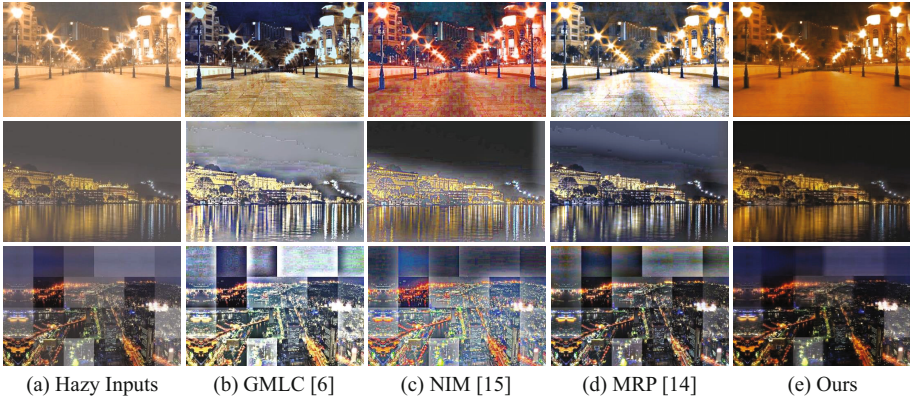 (a) Hazy Inputs
(b) GMLC [6]
(c) NIM [15]
(d) MRP [14]
(e) Ours